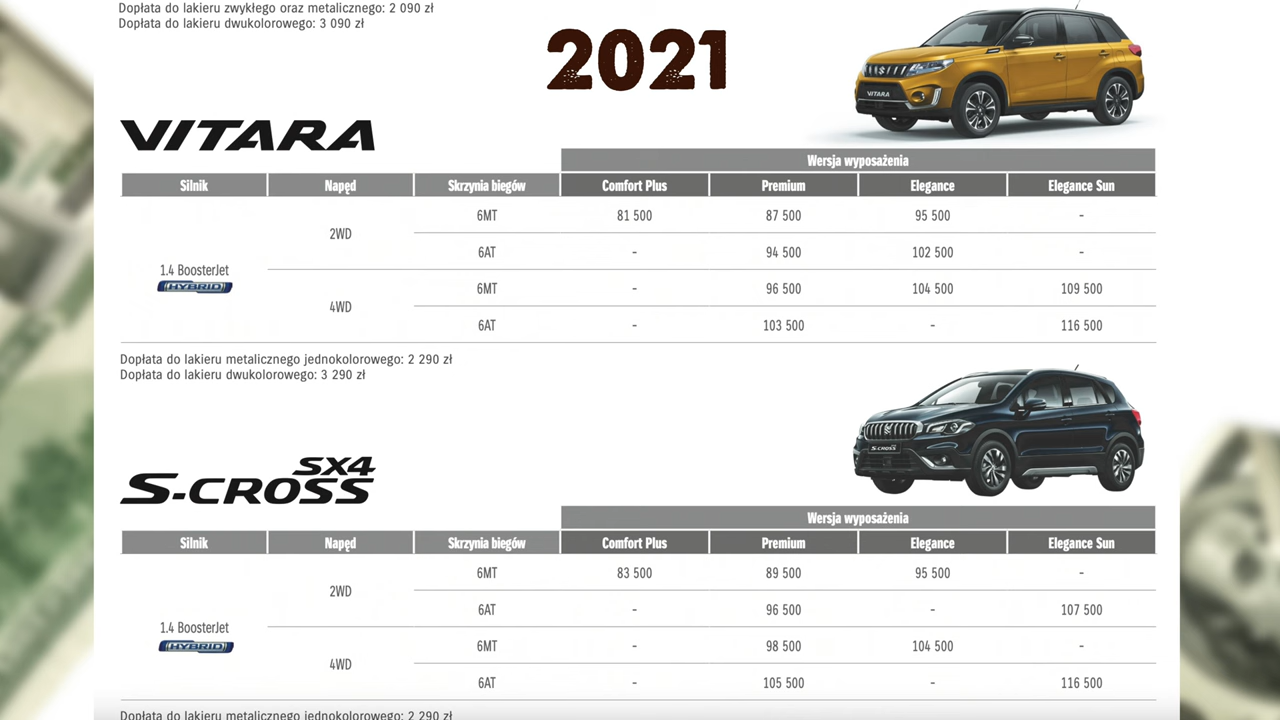 Dopłata do lakieru zwykłego oraz metalicznego: 2 090 zł
Dopłata do lakieru dwukolorowego: 3 090 zł
2021
VITARA
VITARA
Wersja wyposażenia
Silnik Napęd Skrzynia biegów Comfort Plus Premium Elegance Elegance Sun
6MT 81 500 87 500 95 500 -
2WD
6AT - 94 500 102 500 -
1.4 BoosterJet
HYBRID
6MT - 96 500 104 500 109 500
4WD
6AT - 103 500 - 116 500
Dopłata do lakieru metalicznego jednokolorowego: 2 290 zł
Dopłata do lakieru dwukolorowego: 3 290 zł
S-CROSS
SX4
S-CROSS
Wersja wyposażenia
Silnik Napęd Skrzynia biegów Comfort Plus Premium Elegance Elegance Sun
6MT 83 500 89 500 95 500 -
2WD
6AT - 96 500 - 107 500
1.4 BoosterJet
HYBRID
6MT - 98 500 104 500 -
4WD
6AT - 105 500 - 116 500
Dopłata do lakieru metalicznego jednokolorowego: 2 290 zł